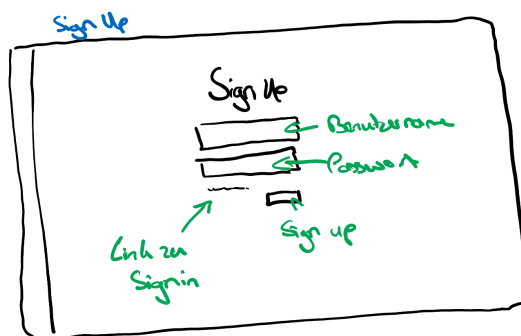 Sign Up
Sign Up
Benutzername
Passwort
Link zu
Signin
Sign up